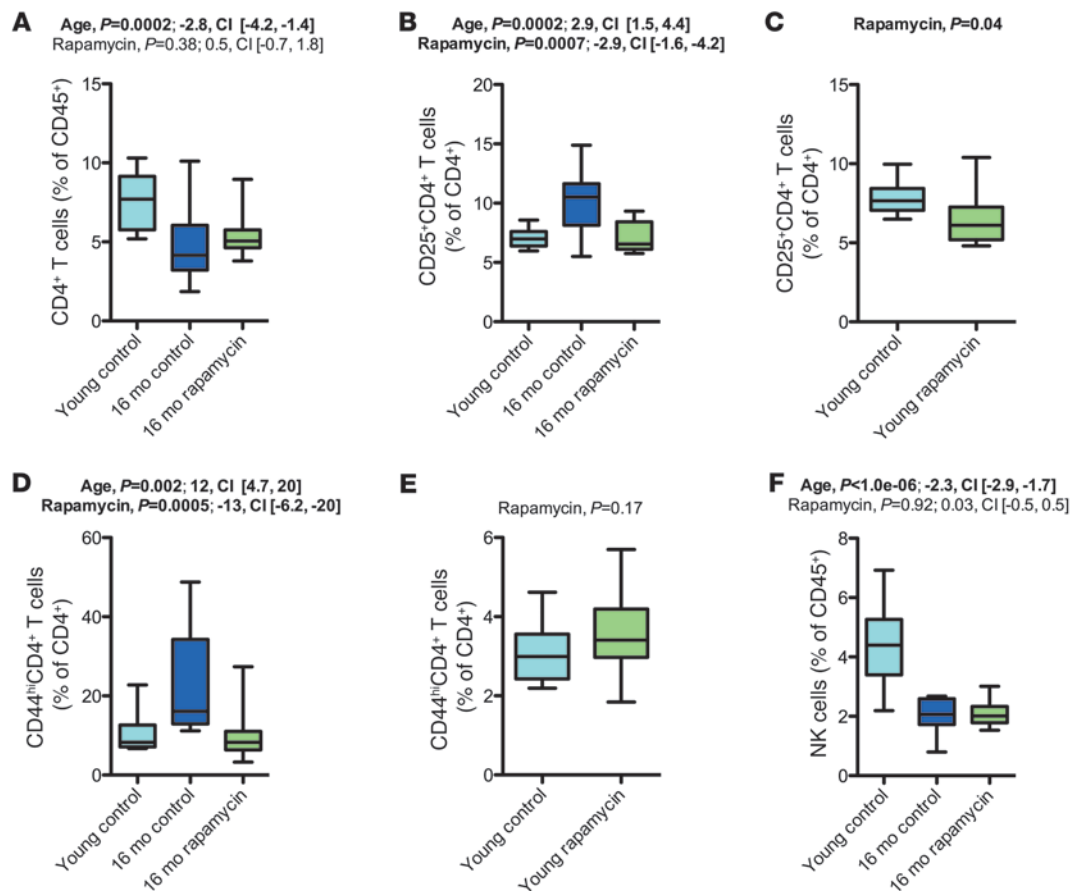 A
Age, P=0.0002; -2.8, CI [-4.2, -1.4]
Rapamycin, P=0.38; 0.5, CI [-0.7, 1.8]
CD4⁺ T cells (% of CD45⁺)
15
10
5
0
Young control
16 mo control
16 mo rapamycin
B
Age, P=0.0002; 2.9, CI [1.5, 4.4]
Rapamycin, P=0.0007; -2.9, CI [-1.6, -4.2]
CD25⁺CD4⁺ T cells
(% of CD4⁺)
20
15
10
5
0
Young control
16 mo control
16 mo rapamycin
C
Rapamycin, P=0.04
CD25⁺CD4⁺ T cells
(% of CD4⁺)
15
10
5
0
Young control
Young rapamycin
D
Age, P=0.002; 12, CI [4.7, 20]
Rapamycin, P=0.0005; -13, CI [-6.2, -20]
CD44ʰⁱCD4⁺ T cells
(% of CD4⁺)
60
40
20
0
Young control
16 mo control
16 mo rapamycin
E
Rapamycin, P=0.17
CD44ʰⁱCD4⁺ T cells
(% of CD4⁺)
6
4
2
0
Young control
Young rapamycin
F
Age, P<1.0e-06; -2.3, CI [-2.9, -1.7]
Rapamycin, P=0.92; 0.03, CI [-0.5, 0.5]
NK cells (% of CD45⁺)
8
6
4
2
0
Young control
16 mo control
16 mo rapamycin